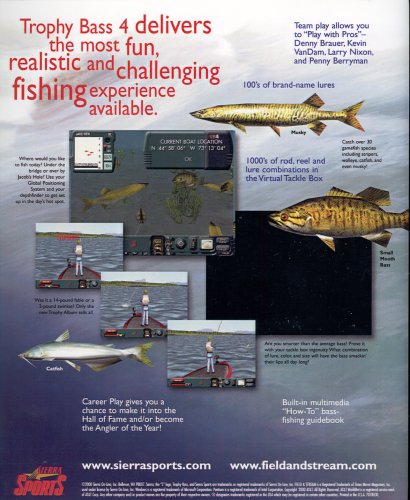 Trophy Bass 4 delivers
the most fun,
realistic and challenging
fishing experience
available.
Team play allows you
to "Play with Pros"–
Denny Brauer, Kevin
VanDam, Larry Nixon,
and Penny Berryman
100's of brand-name lures
Musky
Catch over 30
gamefish species
including stripers,
walleye, catfish, and
even musky!
CURRENT BOAT LOCATION
N 44° 58' 06" W 73° 13' 04"
OK
Where would you like
to fish today? Under the
bridge or over by
Jacob's Hole? Use your
Global Positioning
System and your
depthfinder to get set
up in the day's hot spot.
1000's of rod, reel and
lure combinations in
the Virtual Tackle Box
Small
Mouth
Bass
Was it a 14-pound fable or a
5-pound swimkin? Only the
new Trophy Album tells all
Catfish
Are you smarter than the average bass? Prove it
with your tackle box ingenuity. What combination
of lure, color and size will have the bass smackin'
their lips all day long?
Career Play gives you a
chance to make it into the
Hall of Fame and/or become
the Angler of the Year!
Built-in multimedia
"How-To" bass-
fishing guidebook
SIERRA
SPORTS
www.sierrasports.com
www.fieldandstream.com